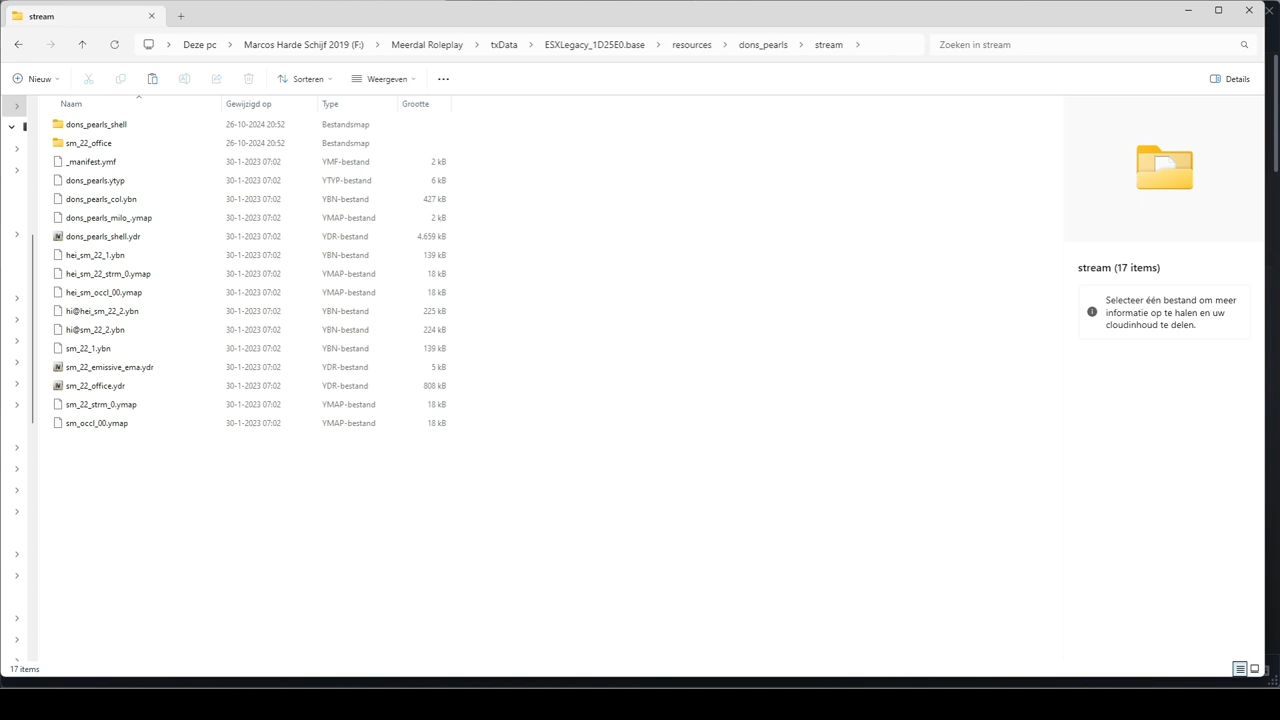 stream
Deze pc > Marcos Harde Schijf 2019 (F:) > Meerdal Roleplay > txData > ESXLegacy_1D25E0.base > resources > dons_pearls > stream >
Zoeken in stream
Nieuw
Sorteren
Weergeven
Details
Naam Gewijzigd op Type Grootte
dons_pearls_shell 26-10-2024 20:52 Bestandsmap
sm_22_office 26-10-2024 20:52 Bestandsmap
_manifest.ymf 30-1-2023 07:02 YMF-bestand 2 kB
dons_pearls.ytyp 30-1-2023 07:02 YTYP-bestand 6 kB
dons_pearls_col.ybn 30-1-2023 07:02 YBN-bestand 427 kB
dons_pearls_milo_.ymap 30-1-2023 07:02 YMAP-bestand 2 kB
dons_pearls_shell.ydr 30-1-2023 07:02 YDR-bestand 4.659 kB
hei_sm_22_1.ybn 30-1-2023 07:02 YBN-bestand 139 kB
hei_sm_22_strm_0.ymap 30-1-2023 07:02 YMAP-bestand 18 kB
hei_sm_occl_00.ymap 30-1-2023 07:02 YMAP-bestand 18 kB
hi@hei_sm_22_2.ybn 30-1-2023 07:02 YBN-bestand 225 kB
hi@sm_22_2.ybn 30-1-2023 07:02 YBN-bestand 224 kB
sm_22_1.ybn 30-1-2023 07:02 YBN-bestand 139 kB
sm_22_emissive_ema.ydr 30-1-2023 07:02 YDR-bestand 5 kB
sm_22_office.ydr 30-1-2023 07:02 YDR-bestand 808 kB
sm_22_strm_0.ymap 30-1-2023 07:02 YMAP-bestand 18 kB
sm_occl_00.ymap 30-1-2023 07:02 YMAP-bestand 18 kB
stream (17 items)
Selecteer één bestand om meer
informatie op te halen en uw
cloudinhoud te delen.
17 items